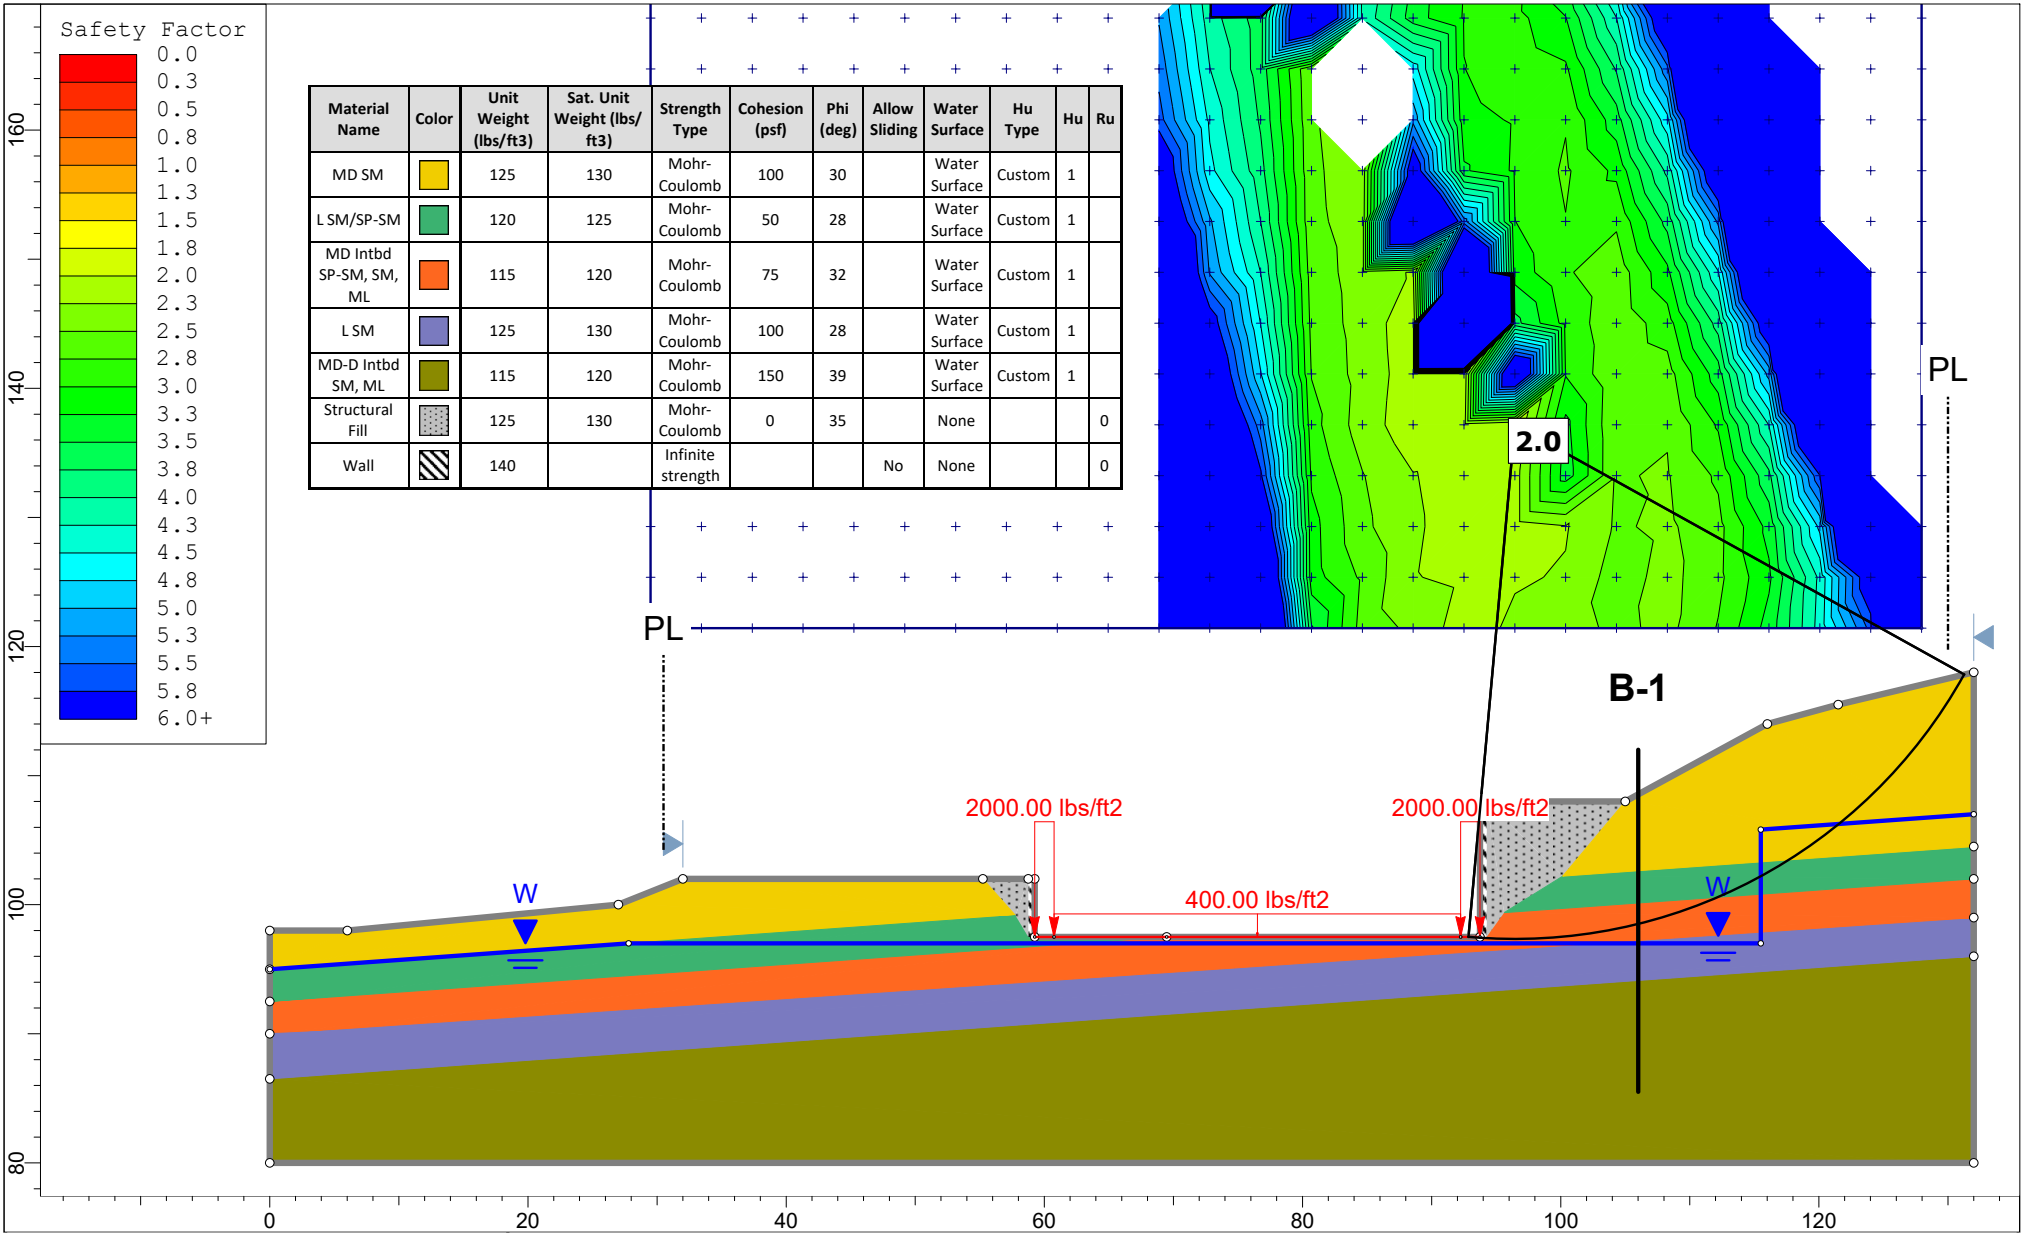 Safety Factor
0.0
0.3
0.5
0.8
1.0
1.3
1.5
1.8
2.0
2.3
2.5
2.8
3.0
3.3
3.5
3.8
4.0
4.3
4.5
4.8
5.0
5.3
5.5
5.8
6.0+
Material Name Color Unit Weight (lbs/ft3) Sat. Unit Weight (lbs/ft3) Strength Type Cohesion (psf) Phi (deg) Allow Sliding Water Surface Hu Type Hu Ru
MD SM 125 130 Mohr-Coulomb 100 30 Water Surface Custom 1
L SM/SP-SM 120 125 Mohr-Coulomb 50 28 Water Surface Custom 1
MD Intbd SP-SM, SM, ML 115 120 Mohr-Coulomb 75 32 Water Surface Custom 1
L SM 125 130 Mohr-Coulomb 100 28 Water Surface Custom 1
MD-D Intbd SM, ML 115 120 Mohr-Coulomb 150 39 Water Surface Custom 1
Structural Fill 125 130 Mohr-Coulomb 0 35 None 0
Wall 140 Infinite strength No None 0
PL
2.0
PL
B-1
2000.00 lbs/ft2
2000.00 lbs/ft2
400.00 lbs/ft2
W
W
160
140
120
100
80
0 20 40 60 80 100 120